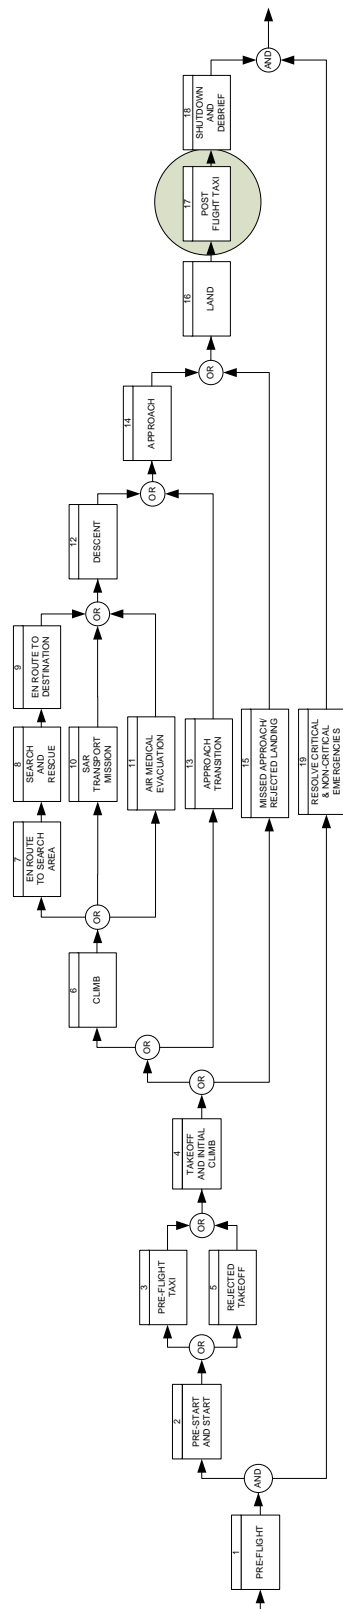 1
PRE-FLIGHT
AND
2
PRE-START
AND START
OR
3
PRE-FLIGHT
TAXI
5
REJECTED
TAKEOFF
OR
4
TAKEOFF
AND INITIAL
CLIMB
OR
OR
6
CLIMB
OR
7
EN ROUTE
TO SEARCH
AREA
8
SEARCH
AND
RESCUE
9
EN ROUTE TO
DESTINATION
10
SAR
TRANSPORT
MISSION
11
AIR MEDICAL
EVACUATION
OR
12
DESCENT
13
APPROACH
TRANSITION
OR
14
APPROACH
15
MISSED APPROACH/
REJECTED LANDING
OR
16
LAND
17
POST
FLIGHT TAXI
18
SHUTDOWN
AND
DEBRIEF
19
RESOLVE CRITICAL
& NON-CRITICAL
EMERGENCIES
AND